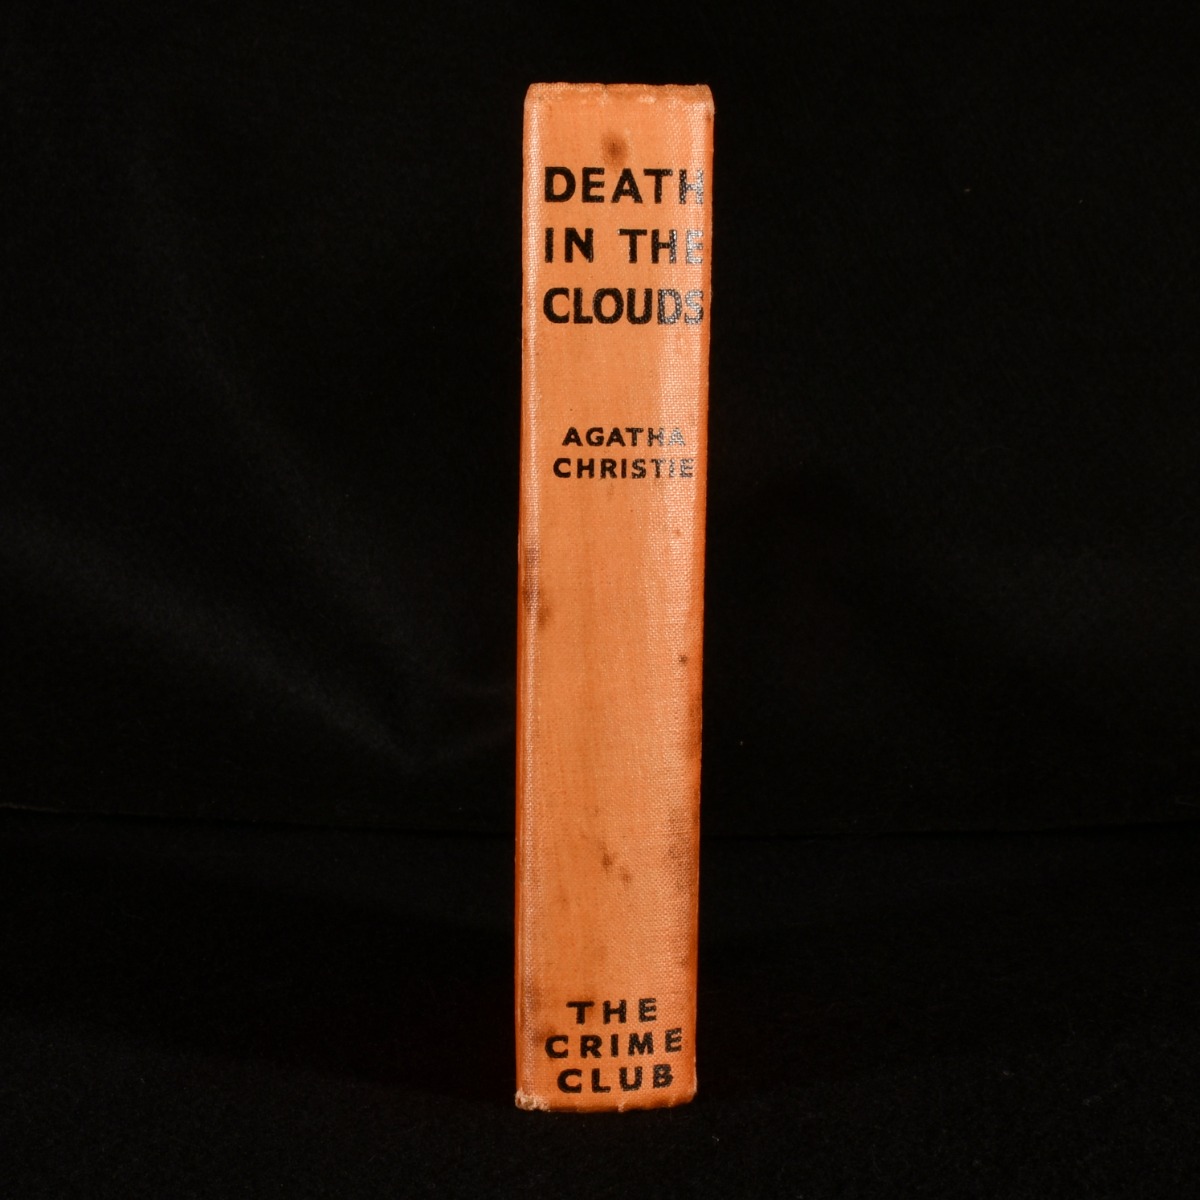 DEATH
IN THE
CLOUDS
AGATHA
CHRISTIE
THE
CRIME
CLUB